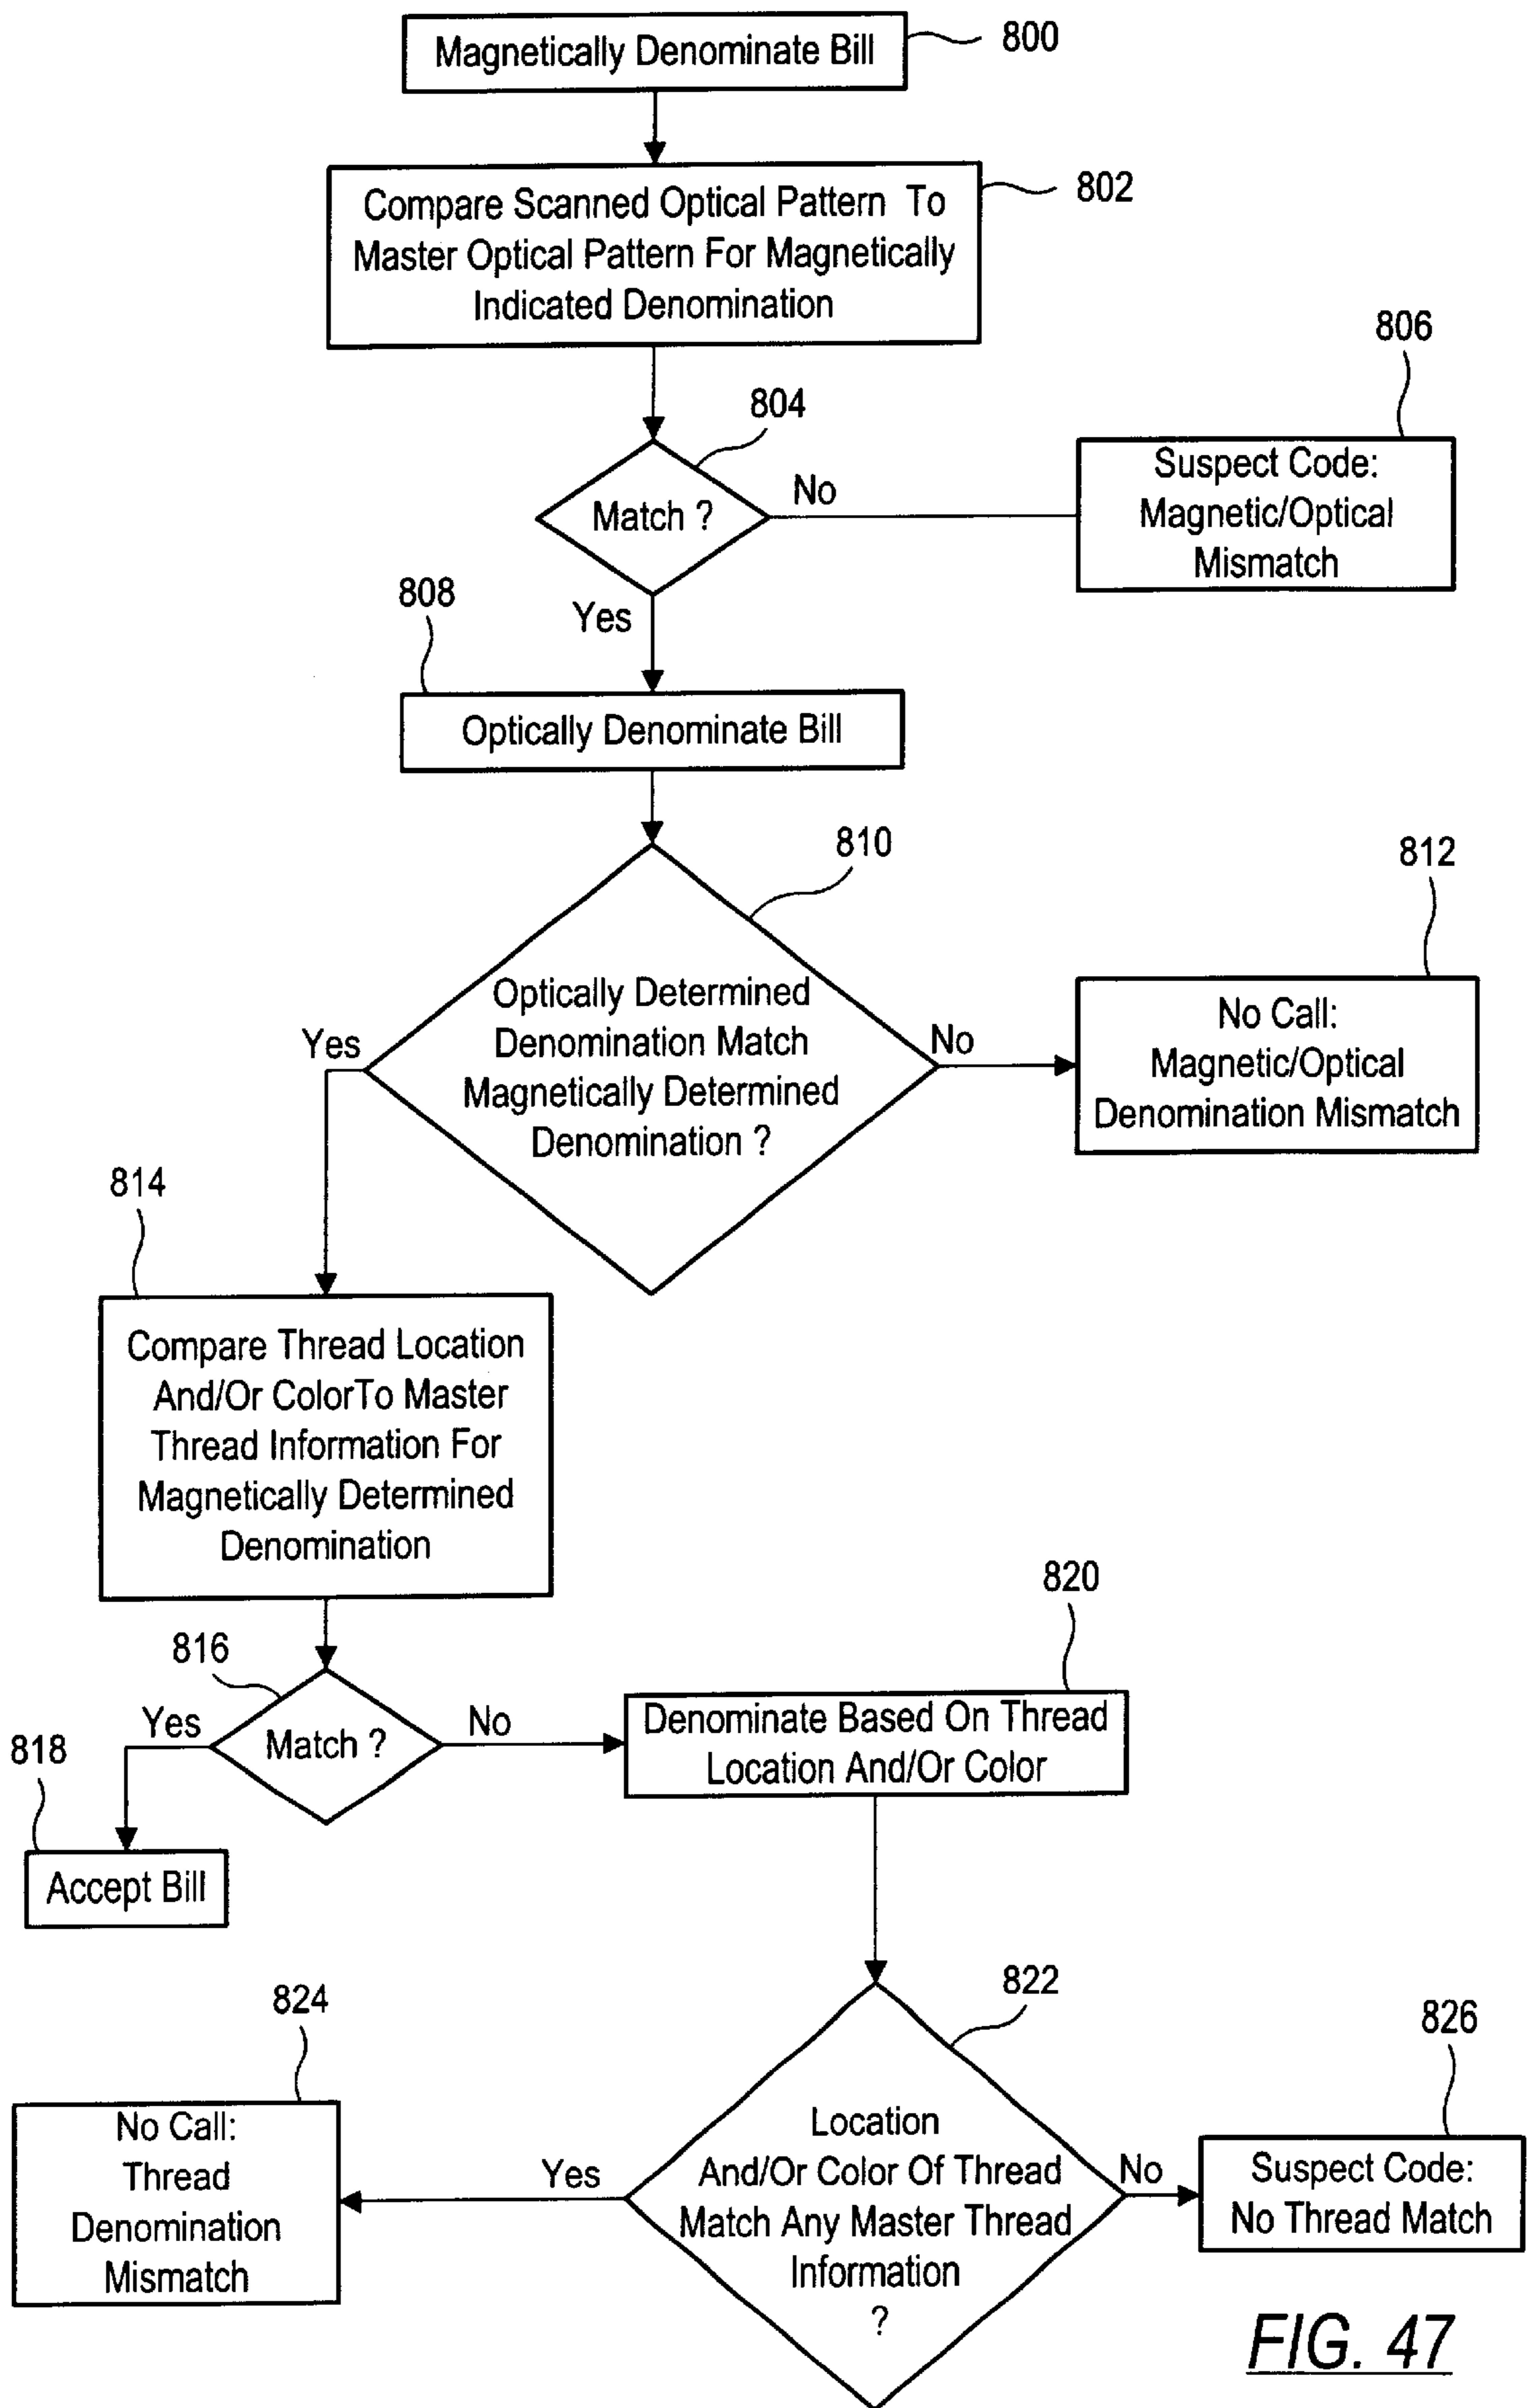 Magnetically Denominate Bill
800
Compare Scanned Optical Pattern To
Master Optical Pattern For Magnetically
Indicated Denomination
802
804
Match ?
No
806
Suspect Code:
Magnetic/Optical
Mismatch
Yes
808
Optically Denominate Bill
810
Optically Determined
Denomination Match
Magnetically Determined
Denomination ?
Yes
No
812
No Call:
Magnetic/Optical
Denomination Mismatch
814
Compare Thread Location
And/Or ColorTo Master
Thread Information For
Magnetically Determined
Denomination
816
Match ?
Yes
No
818
Accept Bill
820
Denominate Based On Thread
Location And/Or Color
822
Location
And/Or Color Of Thread
Match Any Master Thread
Information
?
Yes
No
824
No Call:
Thread
Denomination
Mismatch
826
Suspect Code:
No Thread Match
FIG. 47